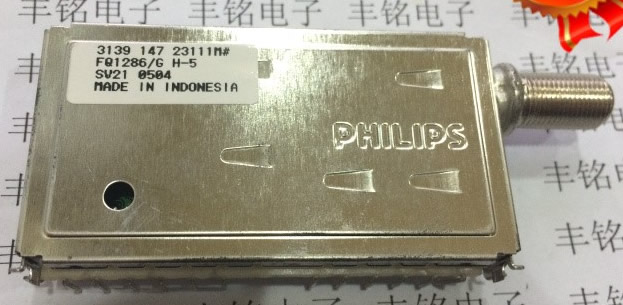 丰铭电子 丰铭电子
3139 147 23111M#
FQ1286/G H-5
SV21 0504
MADE IN INDONESIA
PHILIPS
丰铭电子